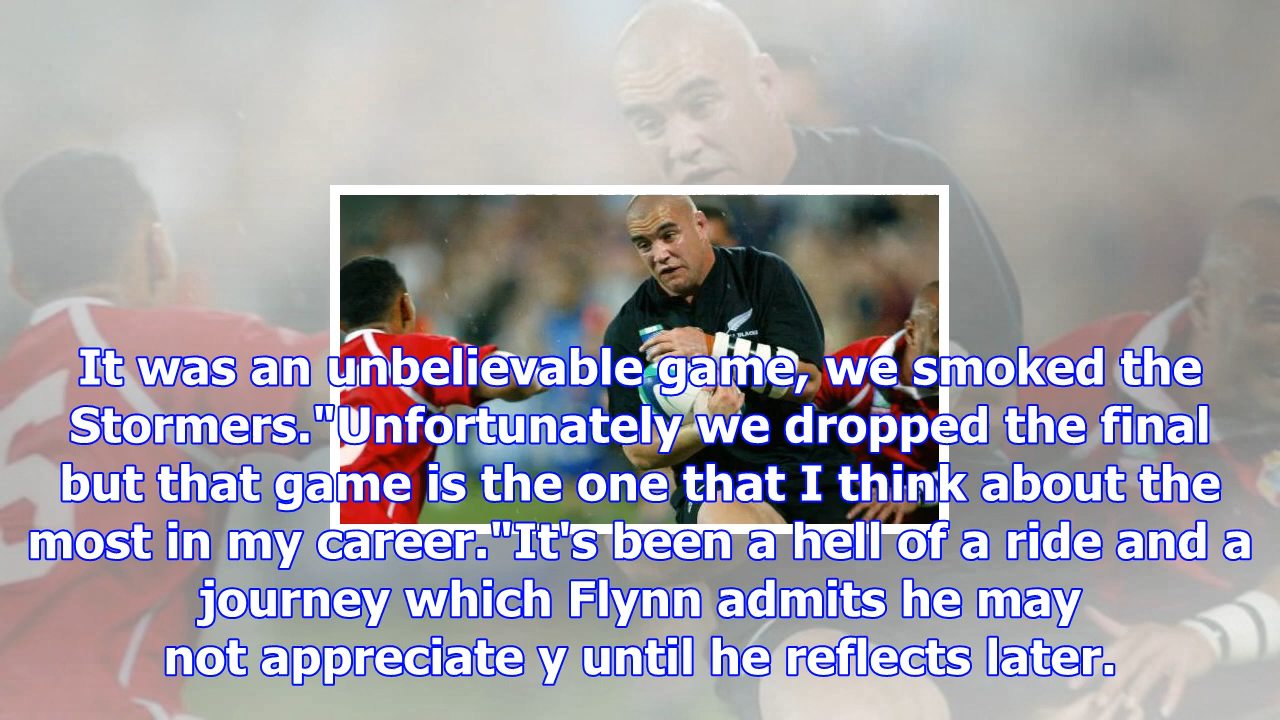 It was an unbelievable game, we smoked the
Stormers."Unfortunately we dropped the final
but that game is the one that I think about the
most in my career."It's been a hell of a ride and a
journey which Flynn admits he may
not appreciate y until he reflects later.